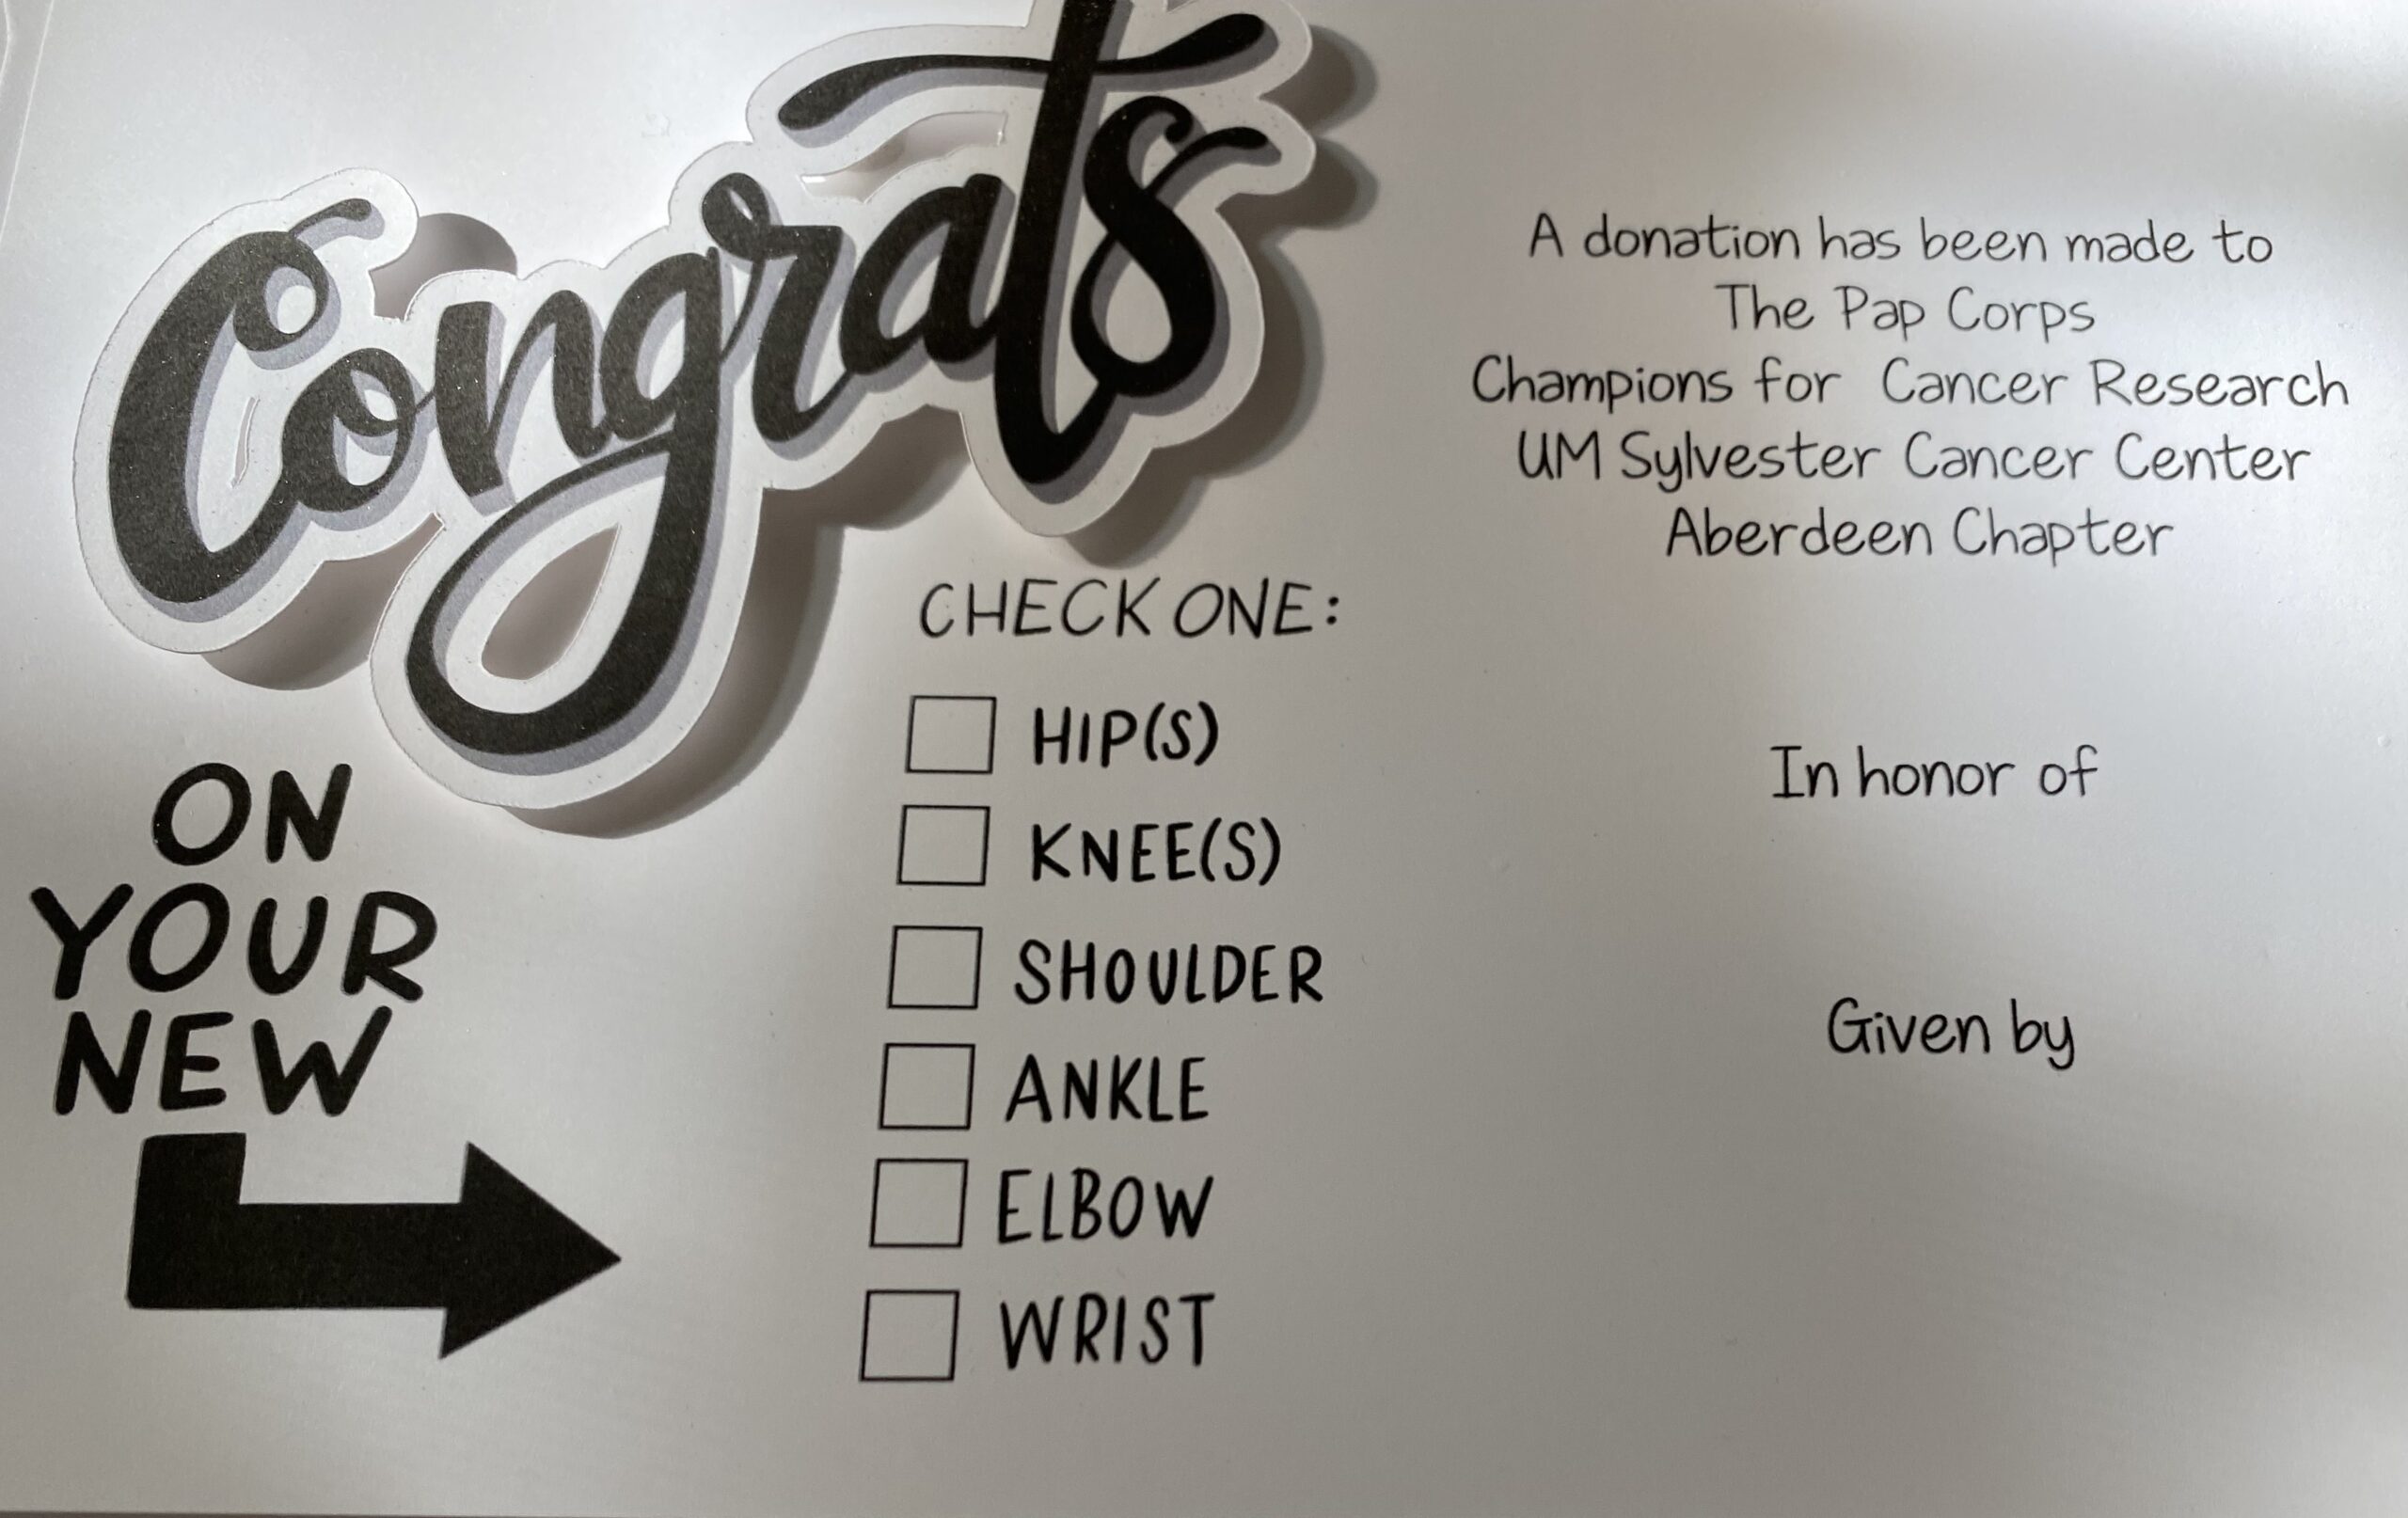 Congrats
ON
YOUR
NEW
CHECK ONE:
HIP(S)
KNEE(S)
SHOULDER
ANKLE
ELBOW
WRIST
A donation has been made to
The Pap Corps
Champions for Cancer Research
UM Sylvester Cancer Center
Aberdeen Chapter
In honor of
Given by